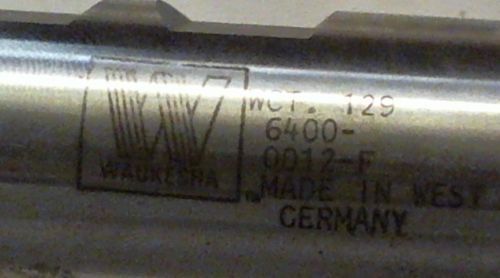 WAUKESHA
WCT. 129
6400-
0012-F
MADE IN WEST
GERMANY